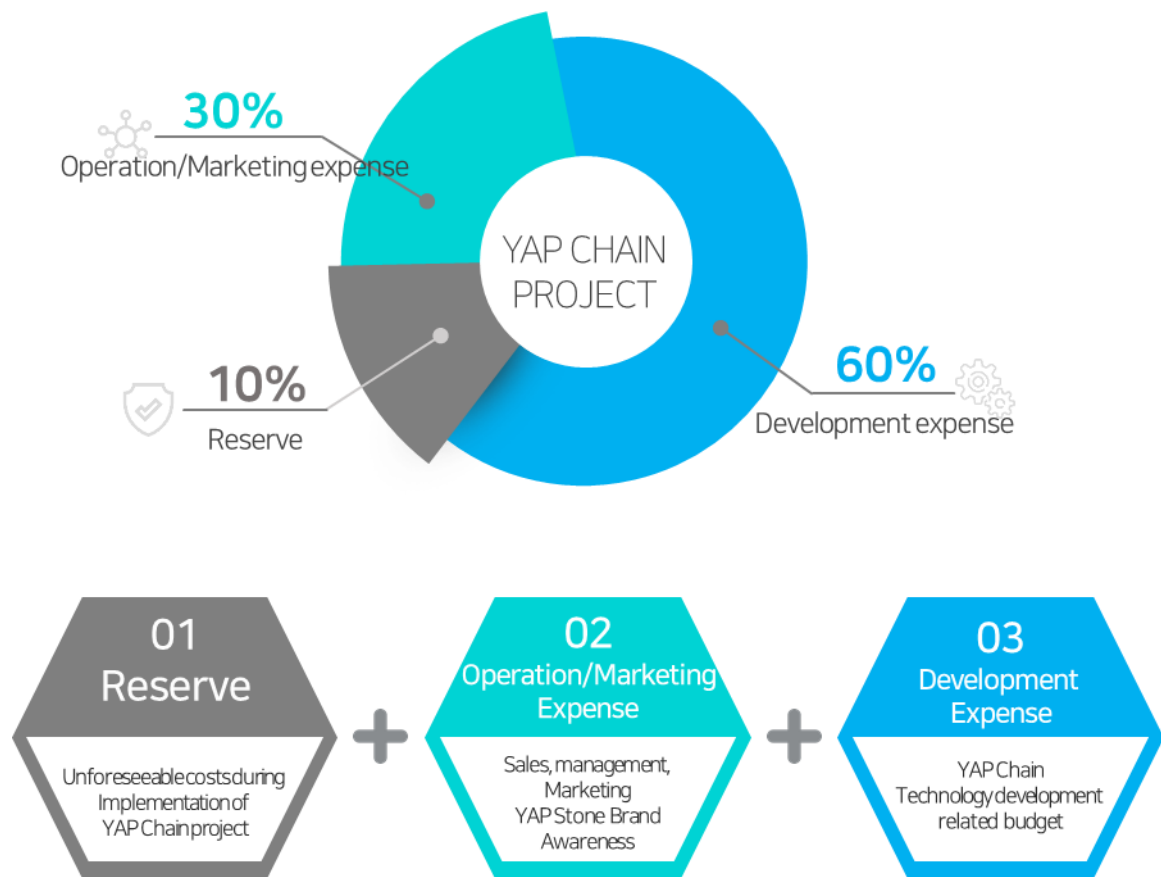 30%
Operation/Marketing expense
YAP CHAIN
PROJECT
10%
Reserve
60%
Development expense
01
Reserve
Unforeseeable costs during
Implementation of
YAP Chain project
02
Operation/Marketing
Expense
Sales, management,
Marketing
YAP Stone Brand
Awareness
03
Development
Expense
YAP Chain
Technology development
related budget